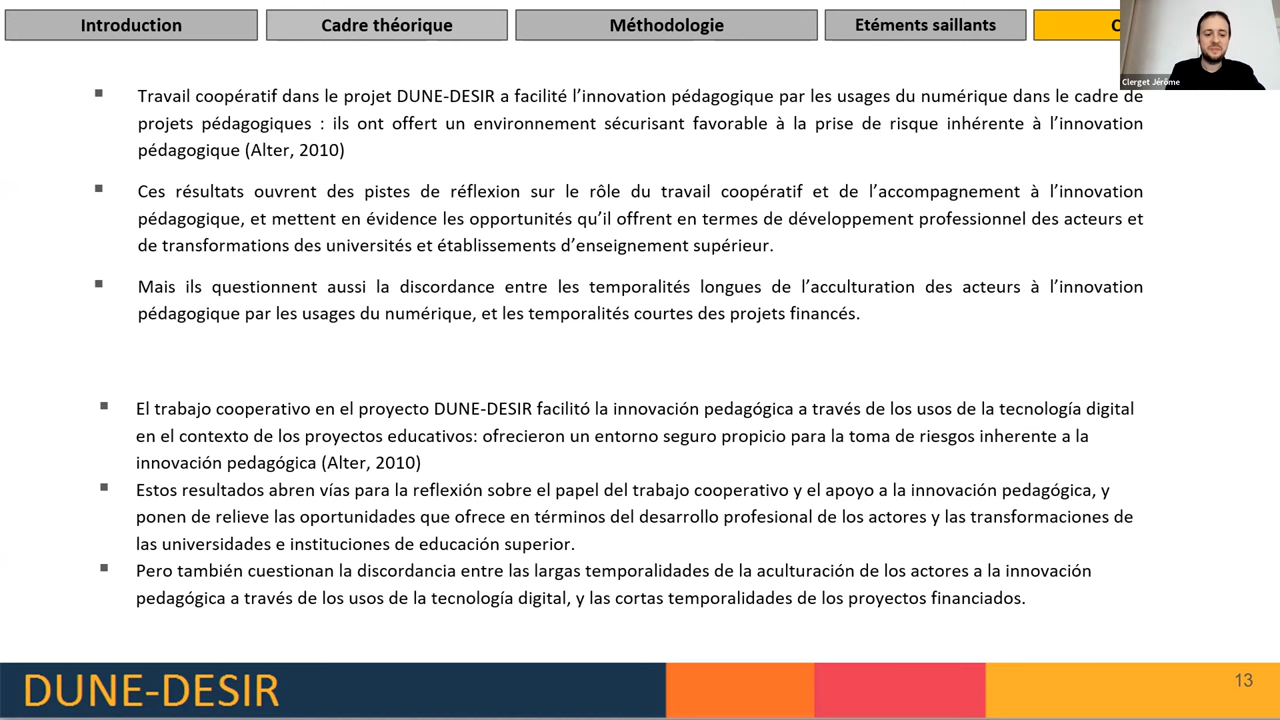 Introduction
Cadre théorique
Méthodologie
Etéments saillants
C
Clerget Jérôme
Travail coopératif dans le projet DUNE-DESIR a facilité l’innovation pédagogique par les usages du numérique dans le cadre de
projets pédagogiques : ils ont offert un environnement sécurisant favorable à la prise de risque inhérente à l’innovation
pédagogique (Alter, 2010)
Ces résultats ouvrent des pistes de réflexion sur le rôle du travail coopératif et de l’accompagnement à l’innovation
pédagogique, et mettent en évidence les opportunités qu’il offrent en termes de développement professionnel des acteurs et
de transformations des universités et établissements d’enseignement supérieur.
Mais ils questionnent aussi la discordance entre les temporalités longues de l’acculturation des acteurs à l’innovation
pédagogique par les usages du numérique, et les temporalités courtes des projets financés.
El trabajo cooperativo en el proyecto DUNE-DESIR facilitó la innovación pedagógica a través de los usos de la tecnología digital
en el contexto de los proyectos educativos: ofrecieron un entorno seguro propicio para la toma de riesgos inherente a la
innovación pedagógica (Alter, 2010)
Estos resultados abren vías para la reflexión sobre el papel del trabajo cooperativo y el apoyo a la innovación pedagógica, y
ponen de relieve las oportunidades que ofrece en términos del desarrollo profesional de los actores y las transformaciones de
las universidades e instituciones de educación superior.
Pero también cuestionan la discordancia entre las largas temporalidades de la aculturación de los actores a la innovación
pedagógica a través de los usos de la tecnología digital, y las cortas temporalidades de los proyectos financiados.
DUNE-DESIR
13